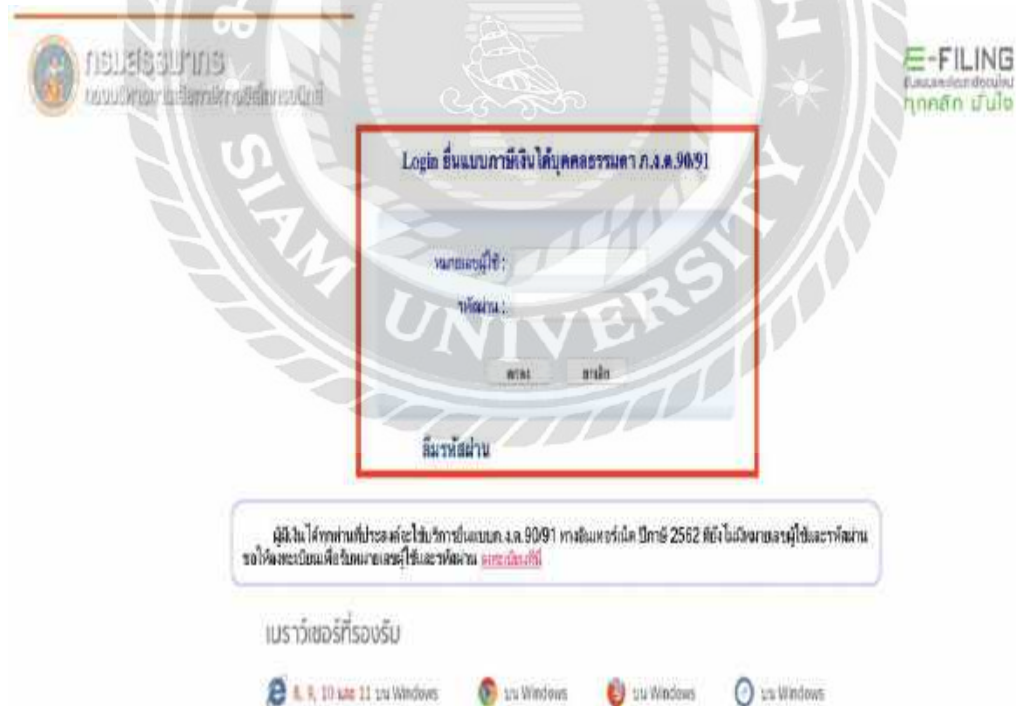 กรมสรรพากร
E-FILING
ทุกคลิก มั่นใจ
Login ยื่นแบบภาษีเงินได้บุคคลธรรมดา ภ.ง.ด.90/91
หมายเลขผู้ใช้ :
รหัสผ่าน :
ตกลง ยกเลิก
ลืมรหัสผ่าน
SIAM UNIVERSITY
ผู้มีเงินได้ทุกท่านที่ประสงค์จะใช้บริการยื่นแบบภ.ง.ด.90/91 ทางอินเทอร์เน็ต ปีภาษี 2562 ที่ยังไม่มีหมายเลขผู้ใช้และรหัสผ่าน
ขอให้ลงทะเบียนเพื่อรับหมายเลขผู้ใช้และรหัสผ่าน ลงทะเบียนที่นี่
เบราว์เซอร์ที่รองรับ
8, 9, 10 และ 11 บน Windows บน Windows บน Windows บน Windows